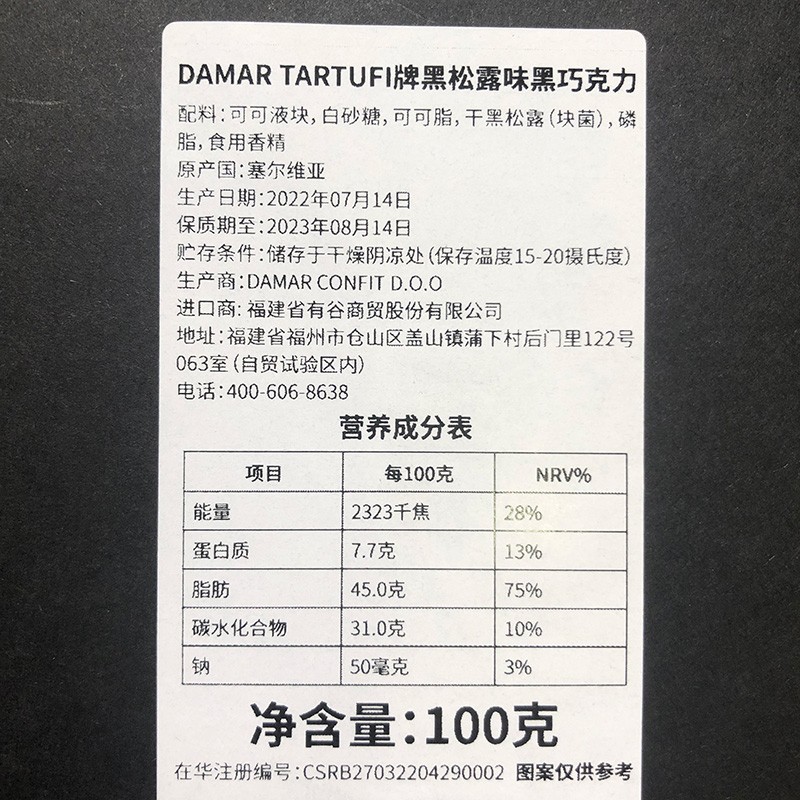 DAMAR TARTUFI牌黑松露味黑巧克力
配料:可可液块,白砂糖,可可脂,干黑松露(块菌),磷
脂,食用香精
原产国:塞尔维亚
生产日期:2022年07月14日
保质期至:2023年08月14日
贮存条件:储存于干燥阴凉处(保存温度15-20摄氏度)
生产商:DAMAR CONFIT D.O.O
进口商: 福建省有谷商贸股份有限公司
地址:福建省福州市仓山区盖山镇蒲下村后门里122号
063室(自贸试验区内)
电话:400-606-8638
营养成分表
项目 每100克 NRV%
能量 2323千焦 28%
蛋白质 7.7克 13%
脂肪 45.0克 75%
碳水化合物 31.0克 10%
钠 50毫克 3%
净含量:100克
在华注册编号:CSRB27032204290002 图案仅供参考